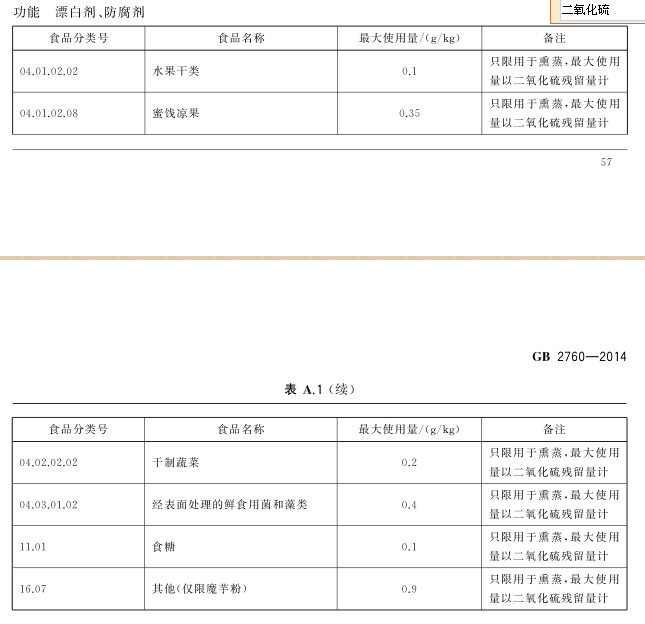 二氧化硫
功能 漂白剂、防腐剂
食品分类号 食品名称 最大使用量/(g/kg) 备注
04.01.02.02 水果干类 0.1 只限用于熏蒸,最大使用
量以二氧化硫残留量计
04.01.02.08 蜜饯凉果 0.35 只限用于熏蒸,最大使用
量以二氧化硫残留量计
57
GB 2760—2014
表 A.1(续)
食品分类号 食品名称 最大使用量/(g/kg) 备注
04.02.02.02 干制蔬菜 0.2 只限用于熏蒸,最大使用
量以二氧化硫残留量计
04.03.01.02 经表面处理的鲜食用菌和藻类 0.4 只限用于熏蒸,最大使用
量以二氧化硫残留量计
11.01 食糖 0.1 只限用于熏蒸,最大使用
量以二氧化硫残留量计
16.07 其他(仅限魔芋粉) 0.9 只限用于熏蒸,最大使用
量以二氧化硫残留量计